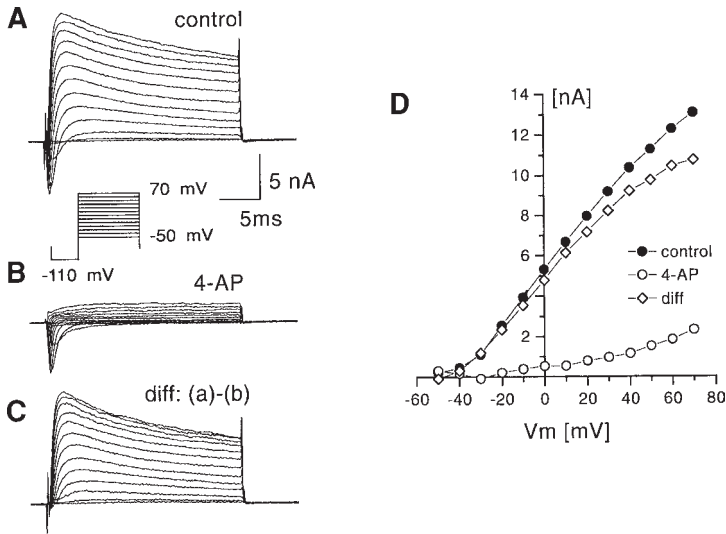 A
control
5 nA
5ms
70 mV
-50 mV
-110 mV
B
4-AP
C
diff: (a)-(b)
D
[nA]
14
12
10
8
6
4
2
control
4-AP
diff
-60 -40 -20 0 20 40 60 80
Vm [mV]